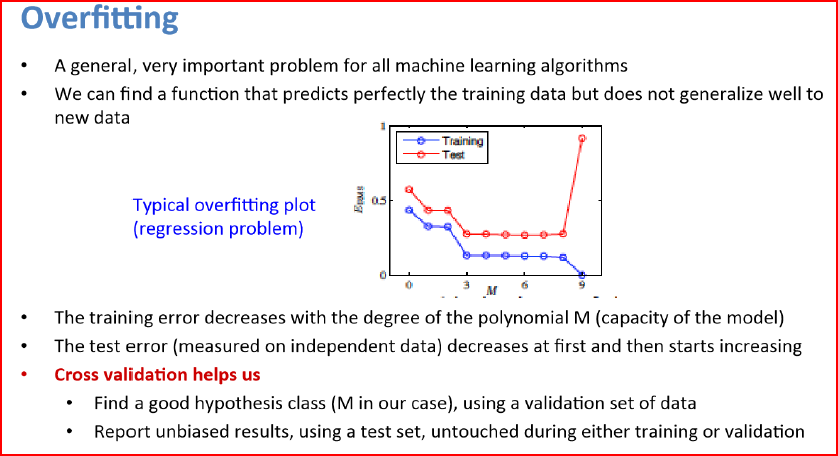 Overfitting
• A general, very important problem for all machine learning algorithms
• We can find a function that predicts perfectly the training data but does not generalize well to
new data
Typical overfitting plot
(regression problem)
1
Training
Test
E_RMS
0.5
0
0 3 6 9
M
• The training error decreases with the degree of the polynomial M (capacity of the model)
• The test error (measured on independent data) decreases at first and then starts increasing
• Cross validation helps us
• Find a good hypothesis class (M in our case), using a validation set of data
• Report unbiased results, using a test set, untouched during either training or validation